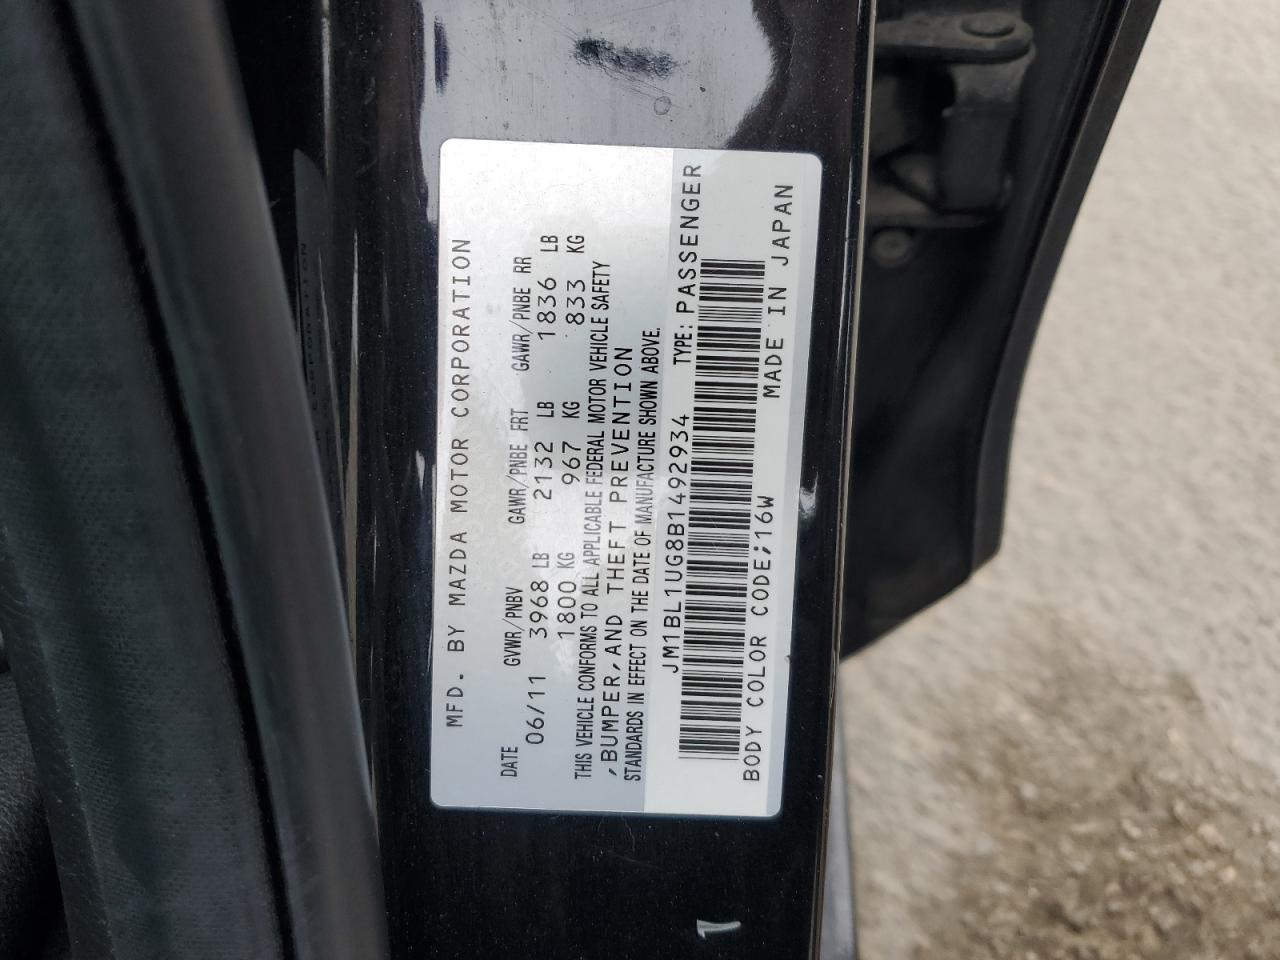 MFD. BY MAZDA MOTOR CORPORATION
DATE GVWR/PNBV GAWR/PNBE FRT GAWR/PNBE RR
06/11 3968 LB 2132 LB 1836 LB
1800 KG 967 KG 833 KG
THIS VEHICLE CONFORMS TO ALL APPLICABLE FEDERAL MOTOR VEHICLE SAFETY
,BUMPER,AND THEFT PREVENTION
STANDARDS IN EFFECT ON THE DATE OF MANUFACTURE SHOWN ABOVE.
JM1BL1UG8B1492934 TYPE: PASSENGER
BODY COLOR CODE;16W MADE IN JAPAN